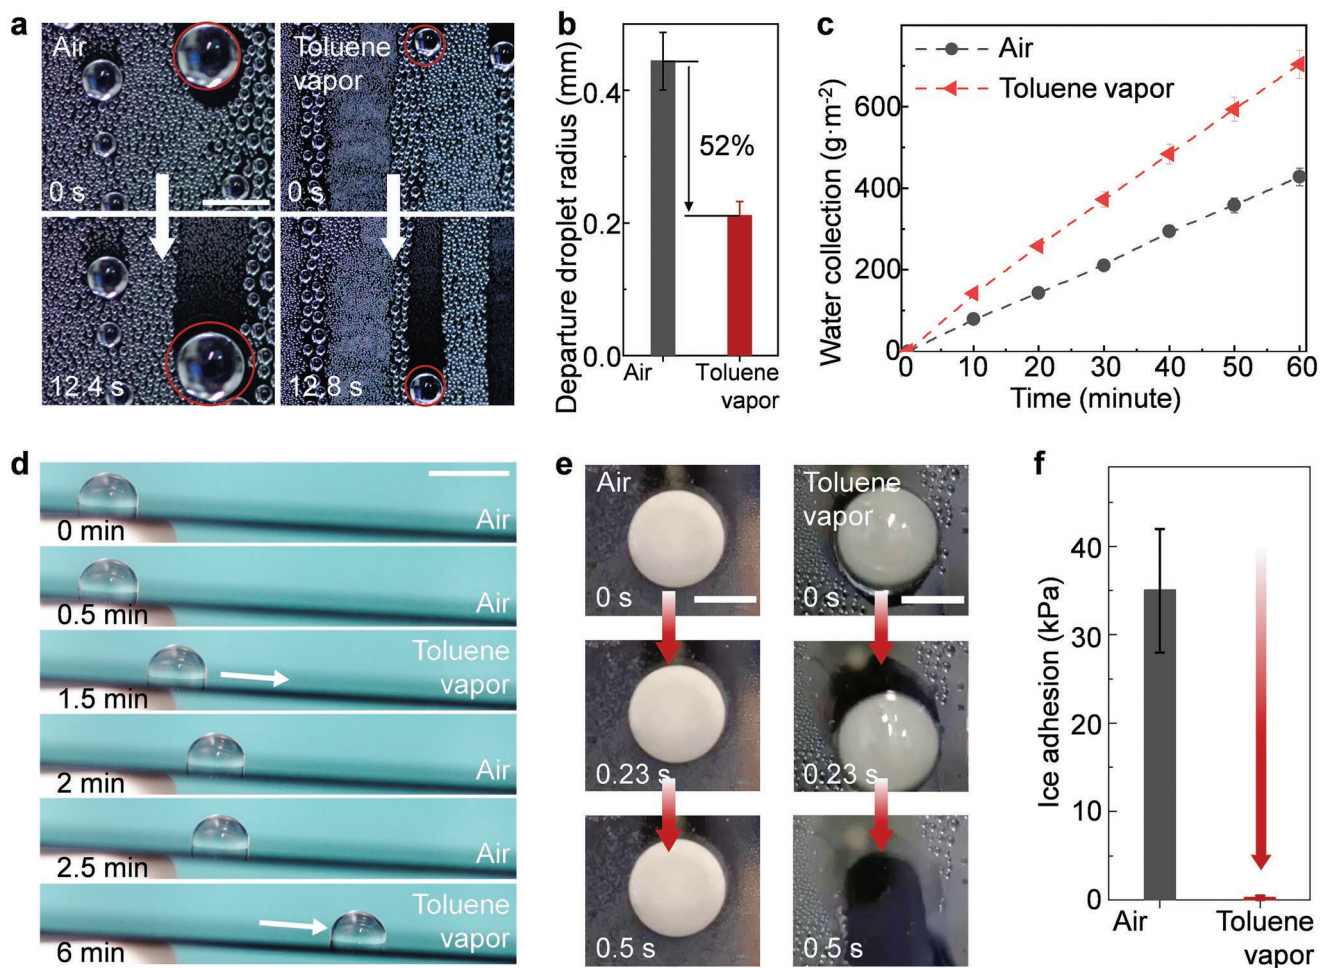 a
Air
0 s
12.4 s
Toluene
vapor
0 s
12.8 s
b
Departure droplet radius (mm)
0.4
0.2
0.0
52%
Air
Toluene
vapor
c
Water collection (g·m-2)
600
400
200
0
Air
Toluene vapor
0 10 20 30 40 50 60
Time (minute)
d
0 min
Air
0.5 min
Air
1.5 min
Toluene
vapor
2 min
Air
2.5 min
Air
6 min
Toluene
vapor
e
Air
0 s
0.23 s
0.5 s
Toluene
vapor
0 s
0.23 s
0.5 s
f
Ice adhesion (kPa)
40
30
20
10
0
Air
Toluene
vapor